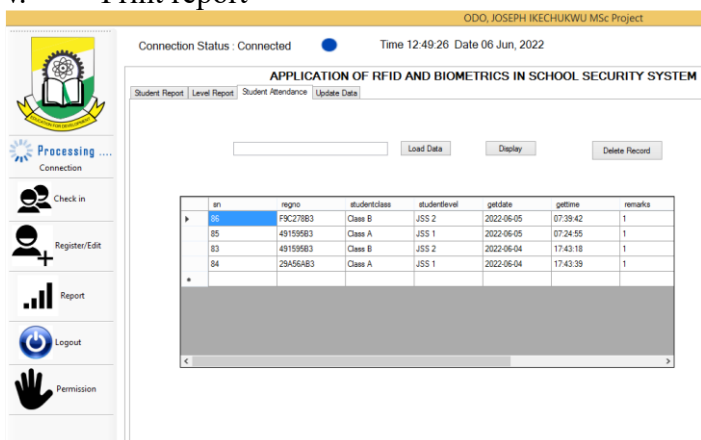 v. Print report
ODO, JOSEPH IKECHUKWU MSc Project
Connection Status : Connected Time 12:49:26 Date 06 Jun, 2022
APPLICATION OF RFID AND BIOMETRICS IN SCHOOL SECURITY SYSTEM
Student Report Level Report Student Attendance Update Data
Load Data Display Delete Record
Processing ....
Connection
Check in
Register/Edit
Report
Logout
Permission
sn regno studentclass studentlevel getdate gettime remarks
86 F9C278B3 Class B JSS 2 2022-06-05 07:39:42 1
85 491595B3 Class A JSS 1 2022-06-05 07:24:55 1
83 491595B3 Class B JSS 2 2022-06-04 17:43:18 1
84 29A56AB3 Class A JSS 1 2022-06-04 17:43:39 1